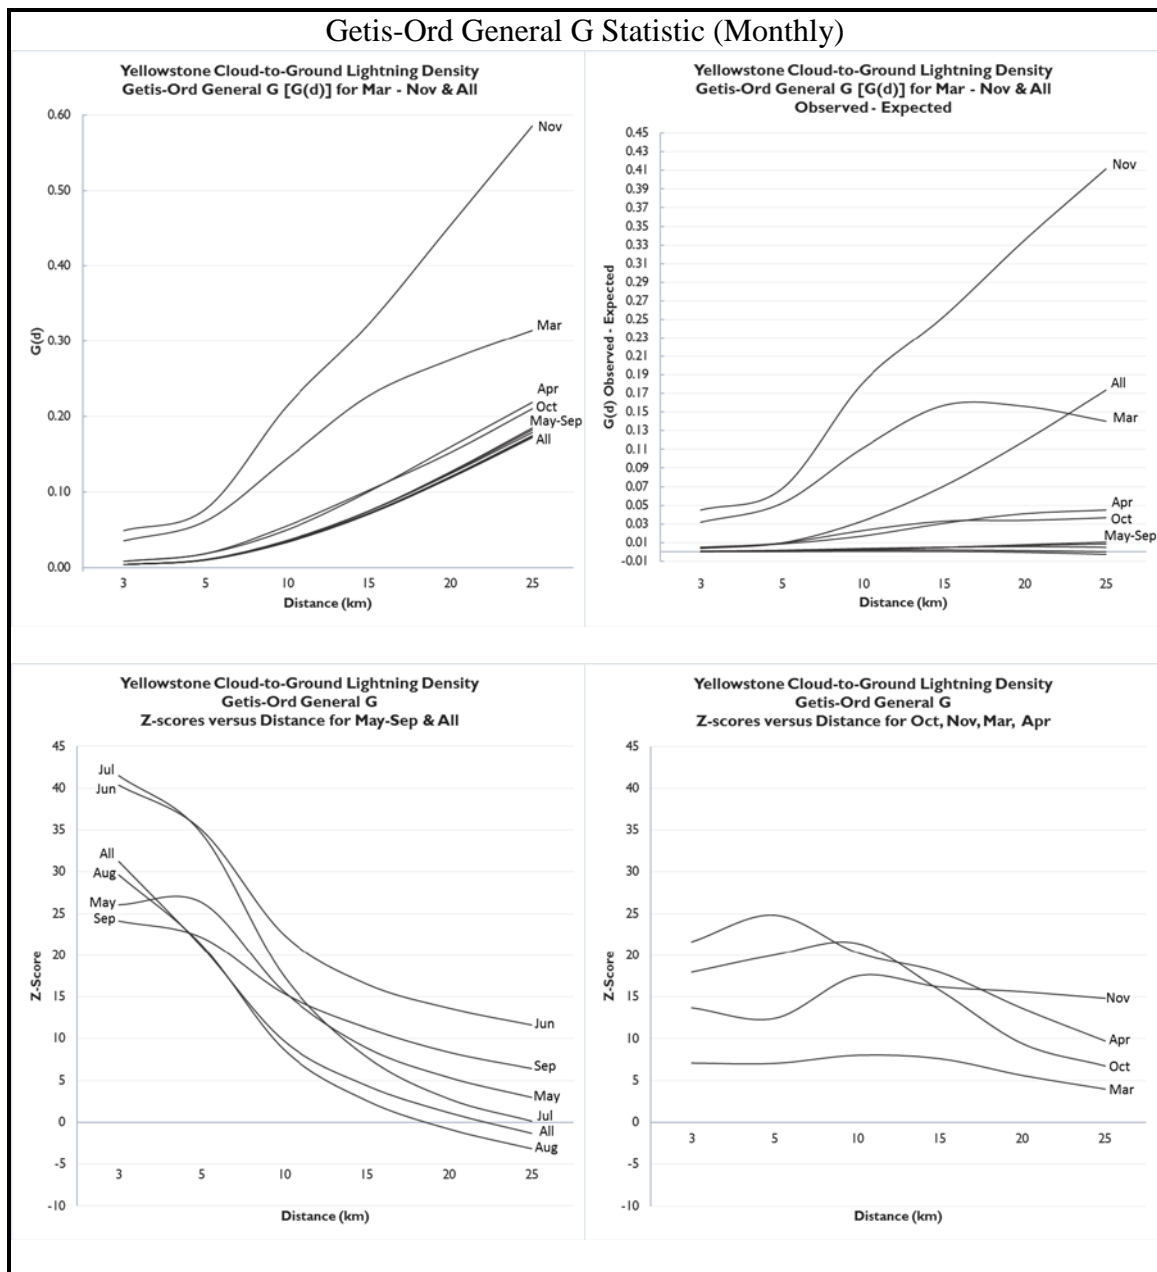 Getis-Ord General G Statistic (Monthly)
Yellowstone Cloud-to-Ground Lightning Density
Getis-Ord General G [G(d)] for Mar - Nov & All
0.60
0.50
0.40
0.30
0.20
0.10
0.00
G(d)
Nov
Mar
Apr
Oct
May-Sep
All
3 5 10 15 20 25
Distance (km)
Yellowstone Cloud-to-Ground Lightning Density
Getis-Ord General G [G(d)] for Mar - Nov & All
Observed - Expected
0.45
0.43
0.41
0.39
0.37
0.35
0.33
0.31
0.29
0.27
0.25
0.23
0.21
0.19
0.17
0.15
0.13
0.11
0.09
0.07
0.05
0.03
0.01
-0.01
G(d) Observed - Expected
Nov
All
Mar
Apr
Oct
May-Sep
3 5 10 15 20 25
Distance (km)
Yellowstone Cloud-to-Ground Lightning Density
Getis-Ord General G
Z-scores versus Distance for May-Sep & All
45
40
35
30
25
20
15
10
5
0
-5
-10
Z-Score
Jul
Jun
All
Aug
May
Sep
Jun
Sep
May
Jul
All
Aug
3 5 10 15 20 25
Distance (km)
Yellowstone Cloud-to-Ground Lightning Density
Getis-Ord General G
Z-scores versus Distance for Oct, Nov, Mar, Apr
45
40
35
30
25
20
15
10
5
0
-5
-10
Z-Score
Nov
Apr
Oct
Mar
3 5 10 15 20 25
Distance (km)